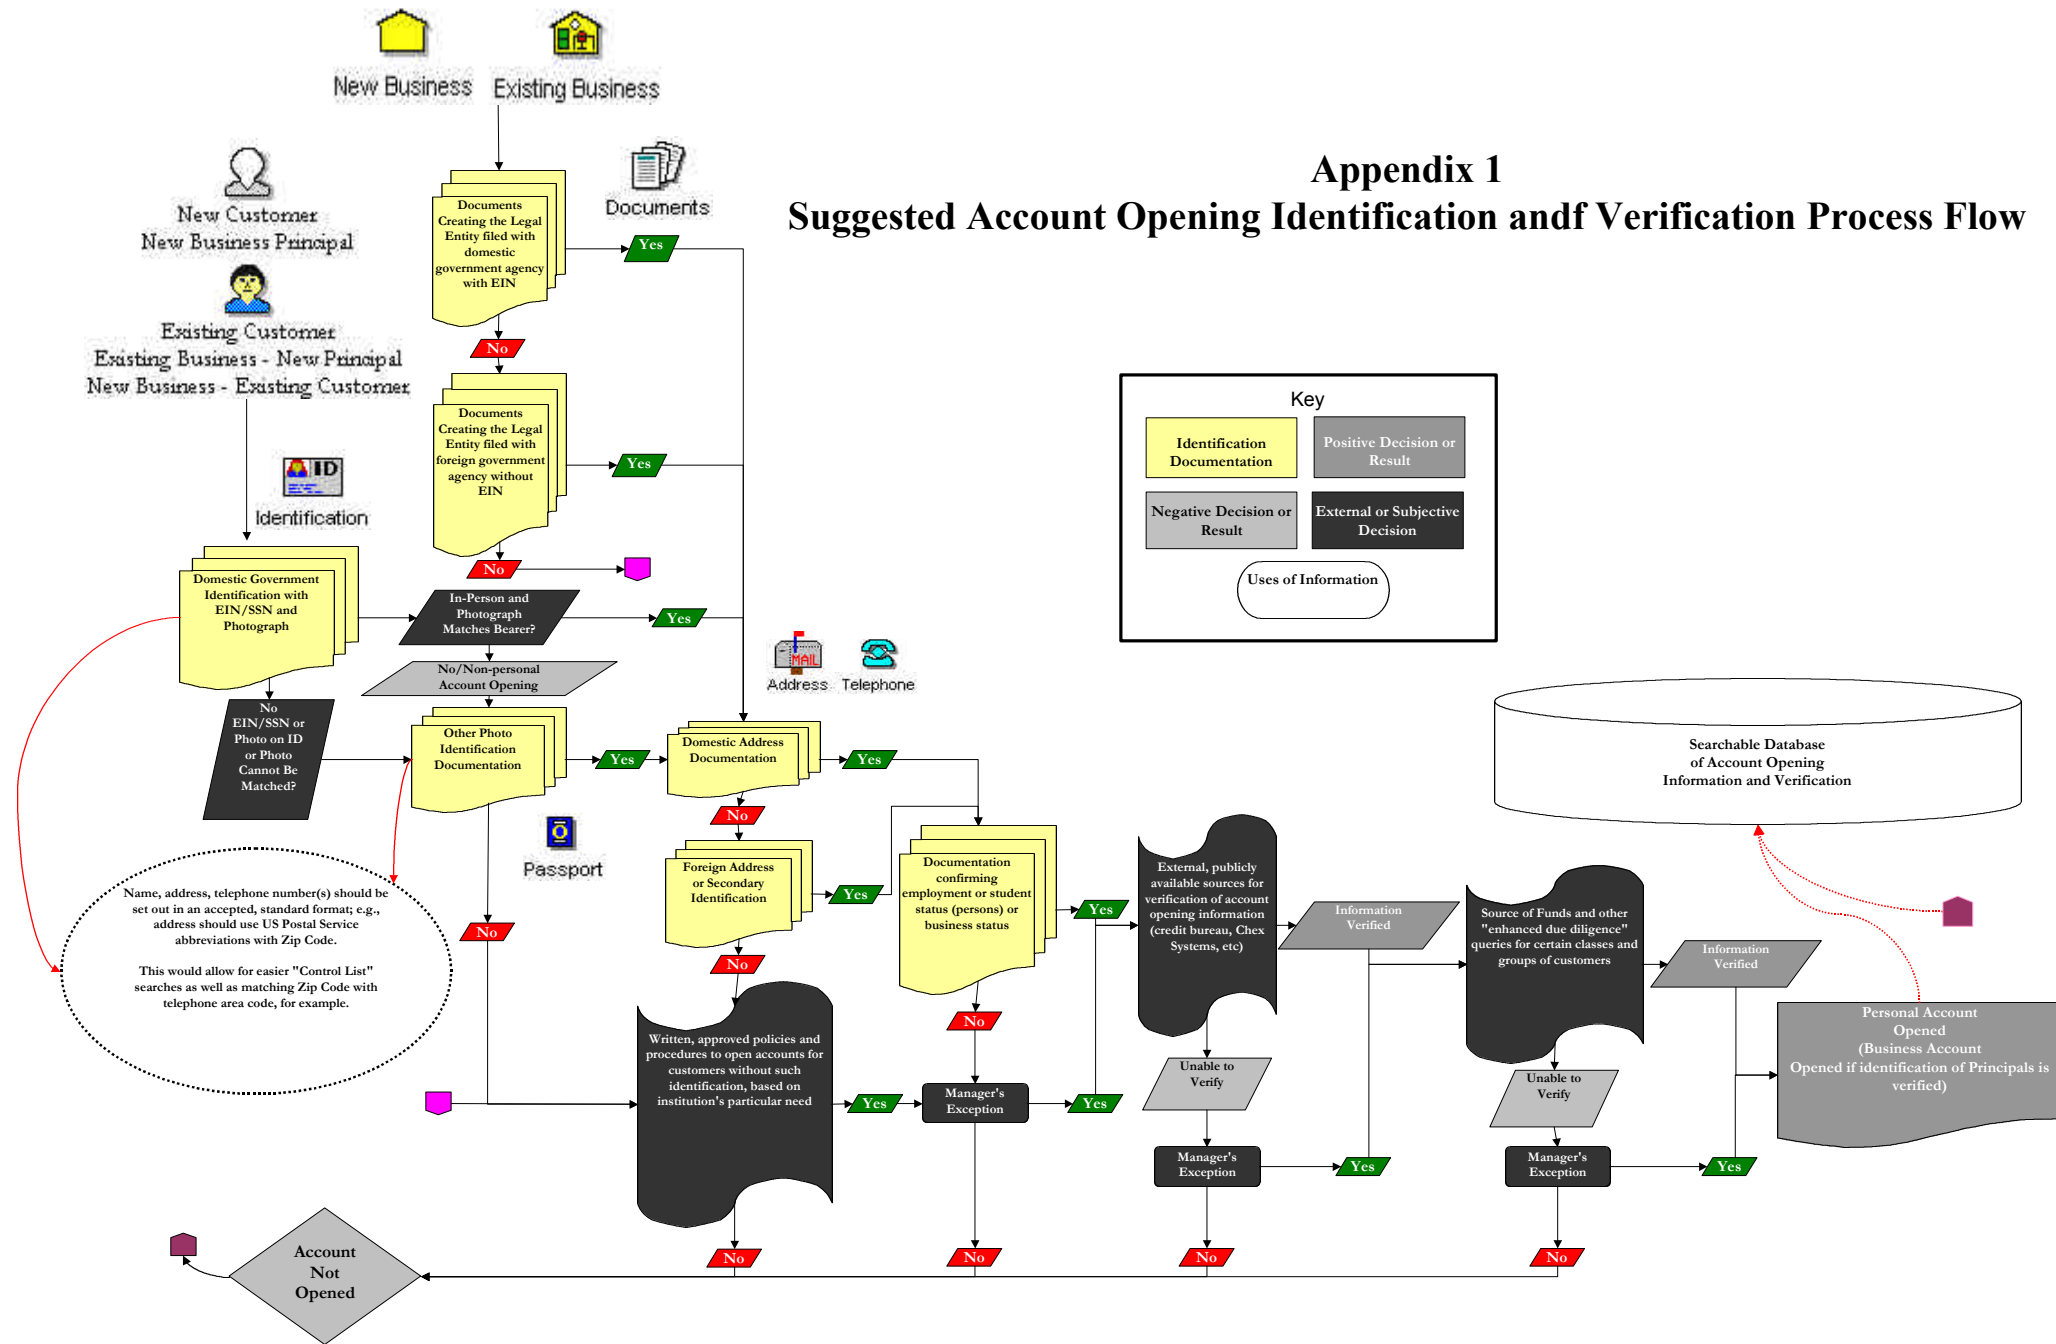 New Business
Existing Business
Appendix 1
Suggested Account Opening Identification andf Verification Process Flow
New Customer
New Business Principal
Documents
Documents
Creating the Legal
Entity filed with
domestic
government agency
with EIN
Yes
Existing Customer
Existing Business - New Principal
New Business - Existing Customer
No
Documents
Creating the Legal
Entity filed with
foreign government
agency without
EIN
Yes
Key
Identification
Documentation
Positive Decision or
Result
Negative Decision or
Result
External or Subjective
Decision
Uses of Information
ID
Identification
No
Domestic Government
Identification with
EIN/SSN and
Photograph
In-Person and
Photograph
Matches Bearer?
Yes
No/Non-personal
Account Opening
MAIL
Address
Telephone
No
EIN/SSN or
Photo on ID
or Photo
Cannot Be
Matched?
Other Photo
Identification
Documentation
Yes
Domestic Address
Documentation
Yes
Searchable Database
of Account Opening
Information and Verification
No
Passport
Foreign Address
or Secondary
Identification
Yes
Documentation
confirming
employment or student
status (persons) or
business status
Yes
External, publicly
available sources for
verification of account
opening information
(credit bureau, Chex
Systems, etc)
Information
Verified
Source of Funds and other
"enhanced due diligence"
queries for certain classes and
groups of customers
Information
Verified
Name, address, telephone number(s) should be
set out in an accepted, standard format; e.g.,
address should use US Postal Service
abbreviations with Zip Code.
This would allow for easier "Control List"
searches as well as matching Zip Code with
telephone area code, for example.
No
No
No
Written, approved policies and
procedures to open accounts for
customers without such
identification, based on
institution's particular need
Yes
Manager's
Exception
Yes
Unable to
Verify
Unable to
Verify
Personal Account
Opened
(Business Account
Opened if identification of Principals is
verified)
Manager's
Exception
Yes
Manager's
Exception
Yes
Account
Not
Opened
No
No
No
No